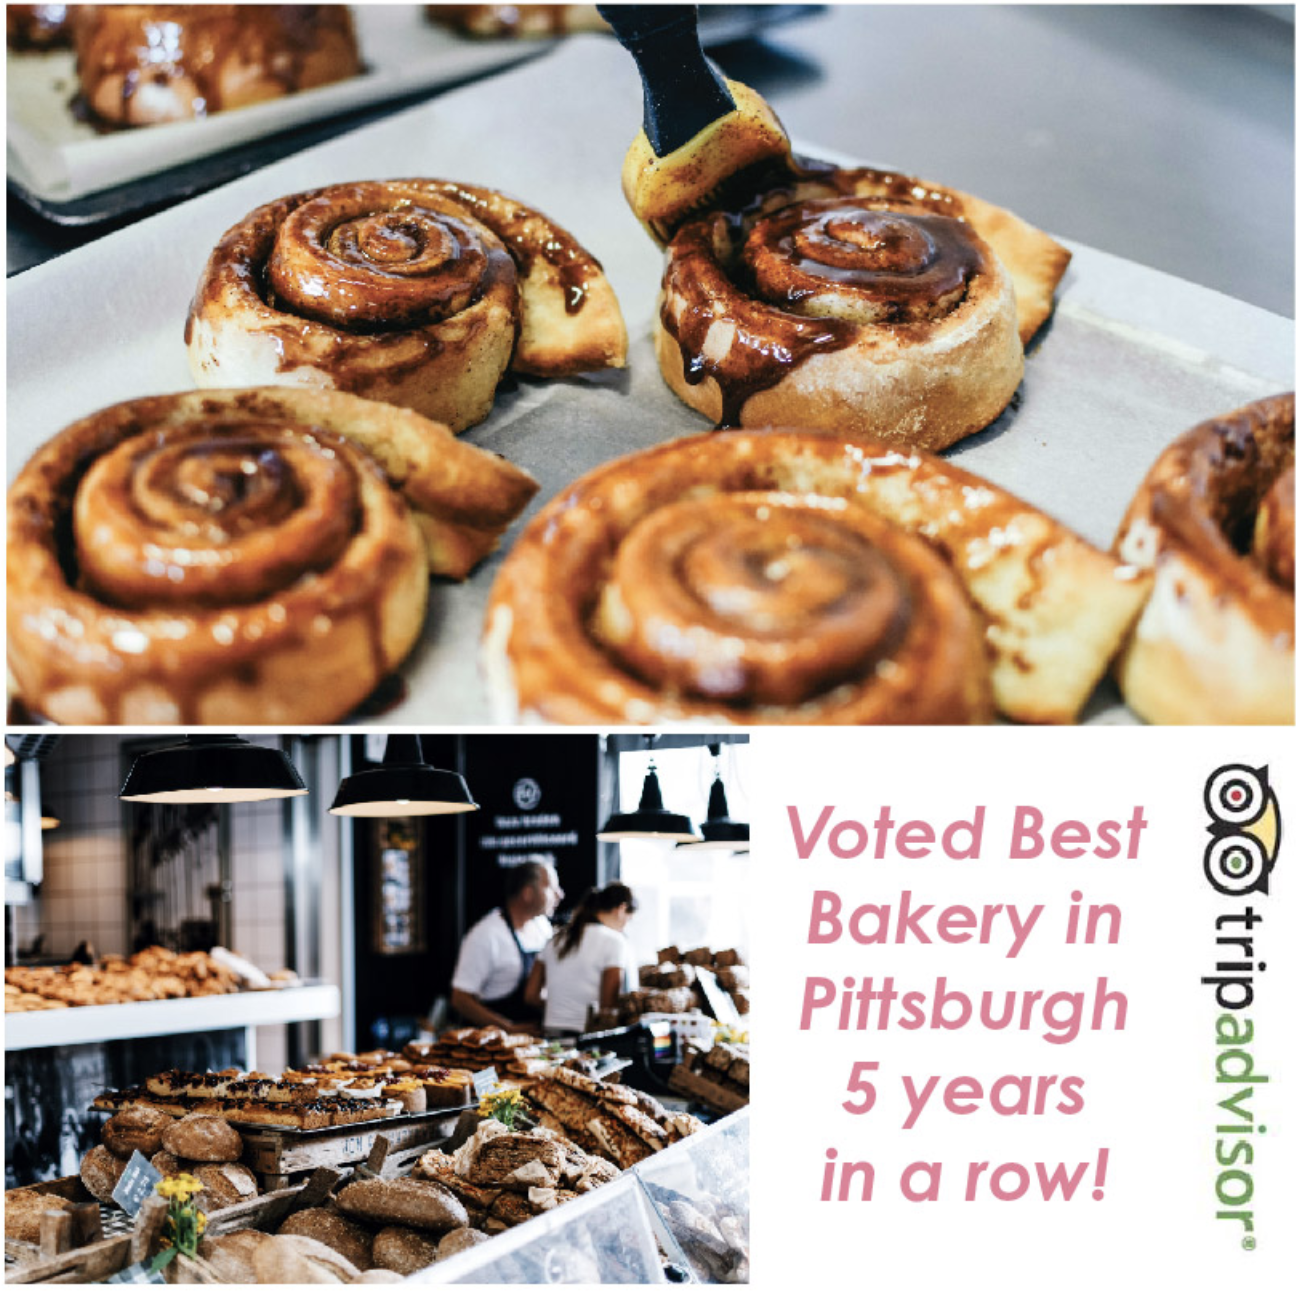 Voted Best
Bakery in
Pittsburgh
5 years
in a row!
tripadvisor®